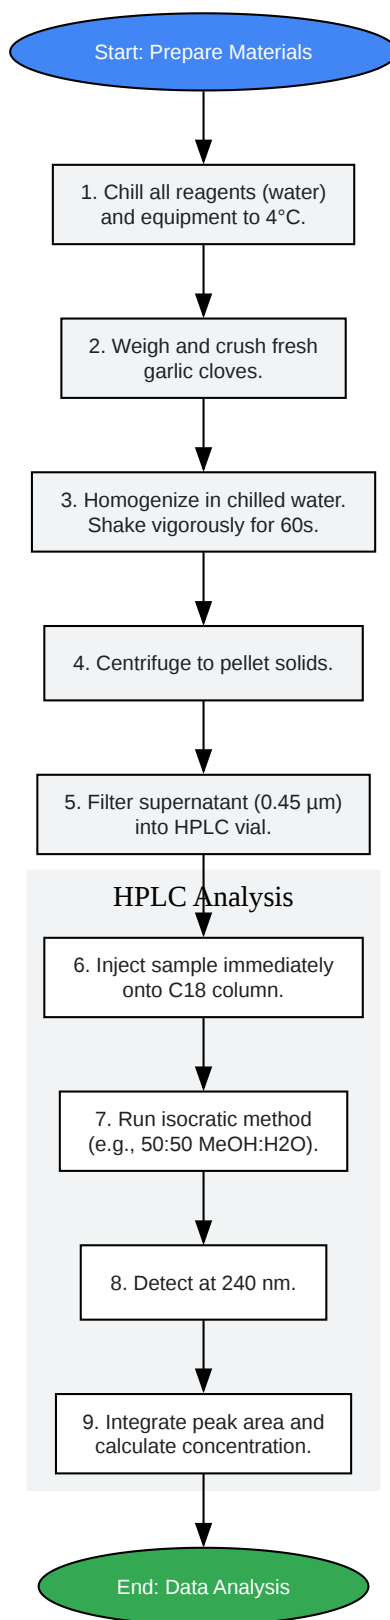 Start: Prepare Materials
1. Chill all reagents (water)
and equipment to 4°C.
2. Weigh and crush fresh
garlic cloves.
3. Homogenize in chilled water.
Shake vigorously for 60s.
4. Centrifuge to pellet solids.
5. Filter supernatant (0.45 µm)
into HPLC vial.
HPLC Analysis
6. Inject sample immediately
onto C18 column.
7. Run isocratic method
(e.g., 50:50 MeOH:H2O).
8. Detect at 240 nm.
9. Integrate peak area and
calculate concentration.
End: Data Analysis